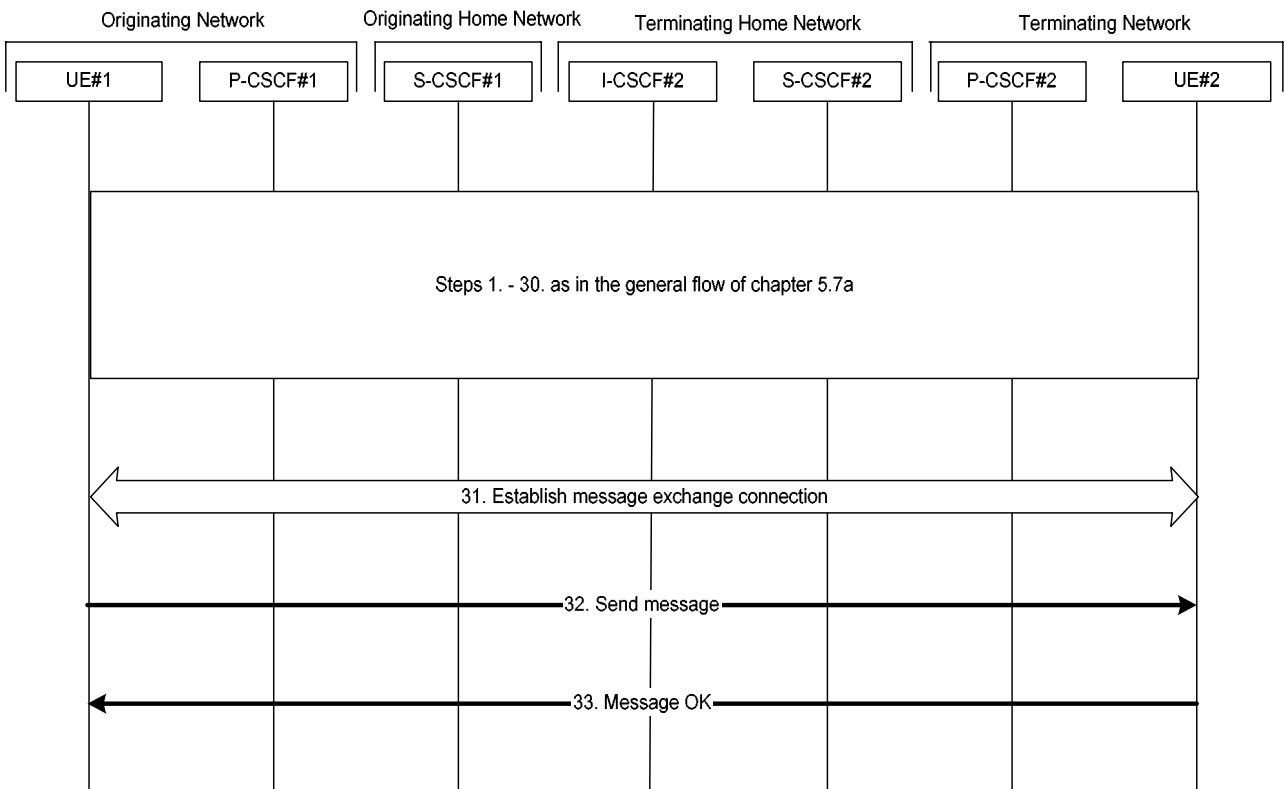 Originating Network
Originating Home Network
Terminating Home Network
Terminating Network
UE#1
P-CSCF#1
S-CSCF#1
I-CSCF#2
S-CSCF#2
P-CSCF#2
UE#2
Steps 1. - 30. as in the general flow of chapter 5.7a
31. Establish message exchange connection
32. Send message
33. Message OK